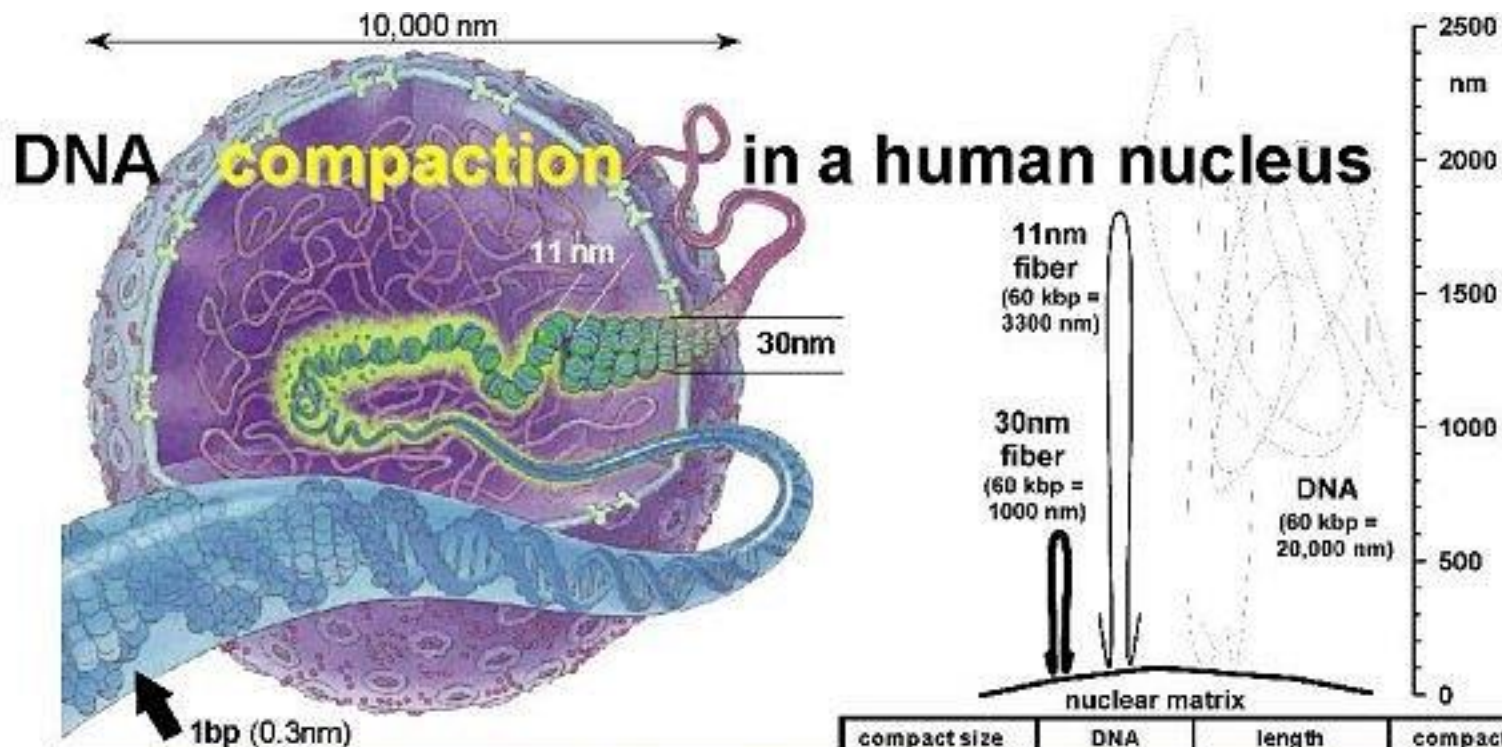 10,000 nm
DNA compaction in a human nucleus
11 nm
30nm
1bp (0.3nm)
11nm
fiber
(60 kbp =
3300 nm)
30nm
fiber
(60 kbp =
1000 nm)
DNA
(60 kbp =
20,000 nm)
2500
nm
2000
1500
1000
500
0
nuclear matrix
compact size
DNA
length
compact